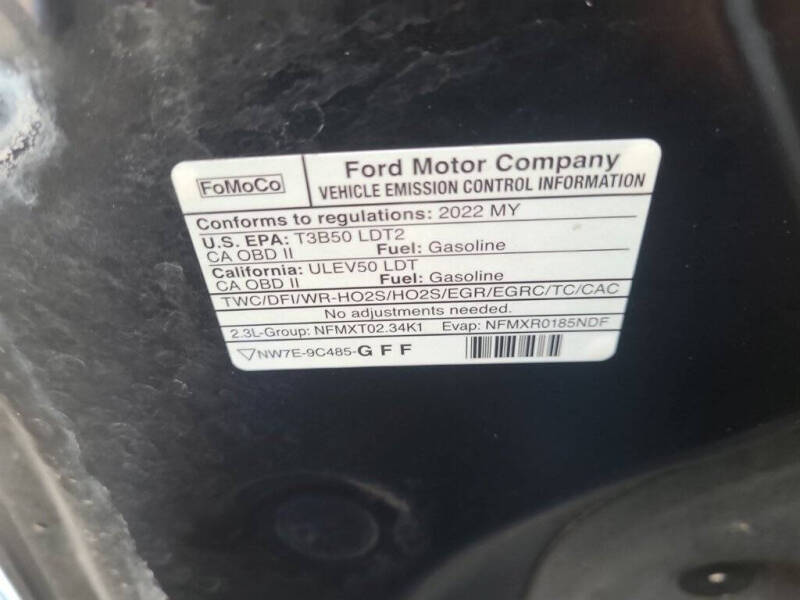 FoMoCo
Ford Motor Company
VEHICLE EMISSION CONTROL INFORMATION
Conforms to regulations: 2022 MY
U.S. EPA: T3B50 LDT2
CA OBD II Fuel: Gasoline
California: ULEV50 LDT
CA OBD II Fuel: Gasoline
TWC/DFI/WR-HO2S/HO2S/EGR/EGRC/TC/CAC
No adjustments needed.
2.3L-Group: NFMXT02.34K1 Evap: NFMXR0185NDF
NW7E-9C485-GFF